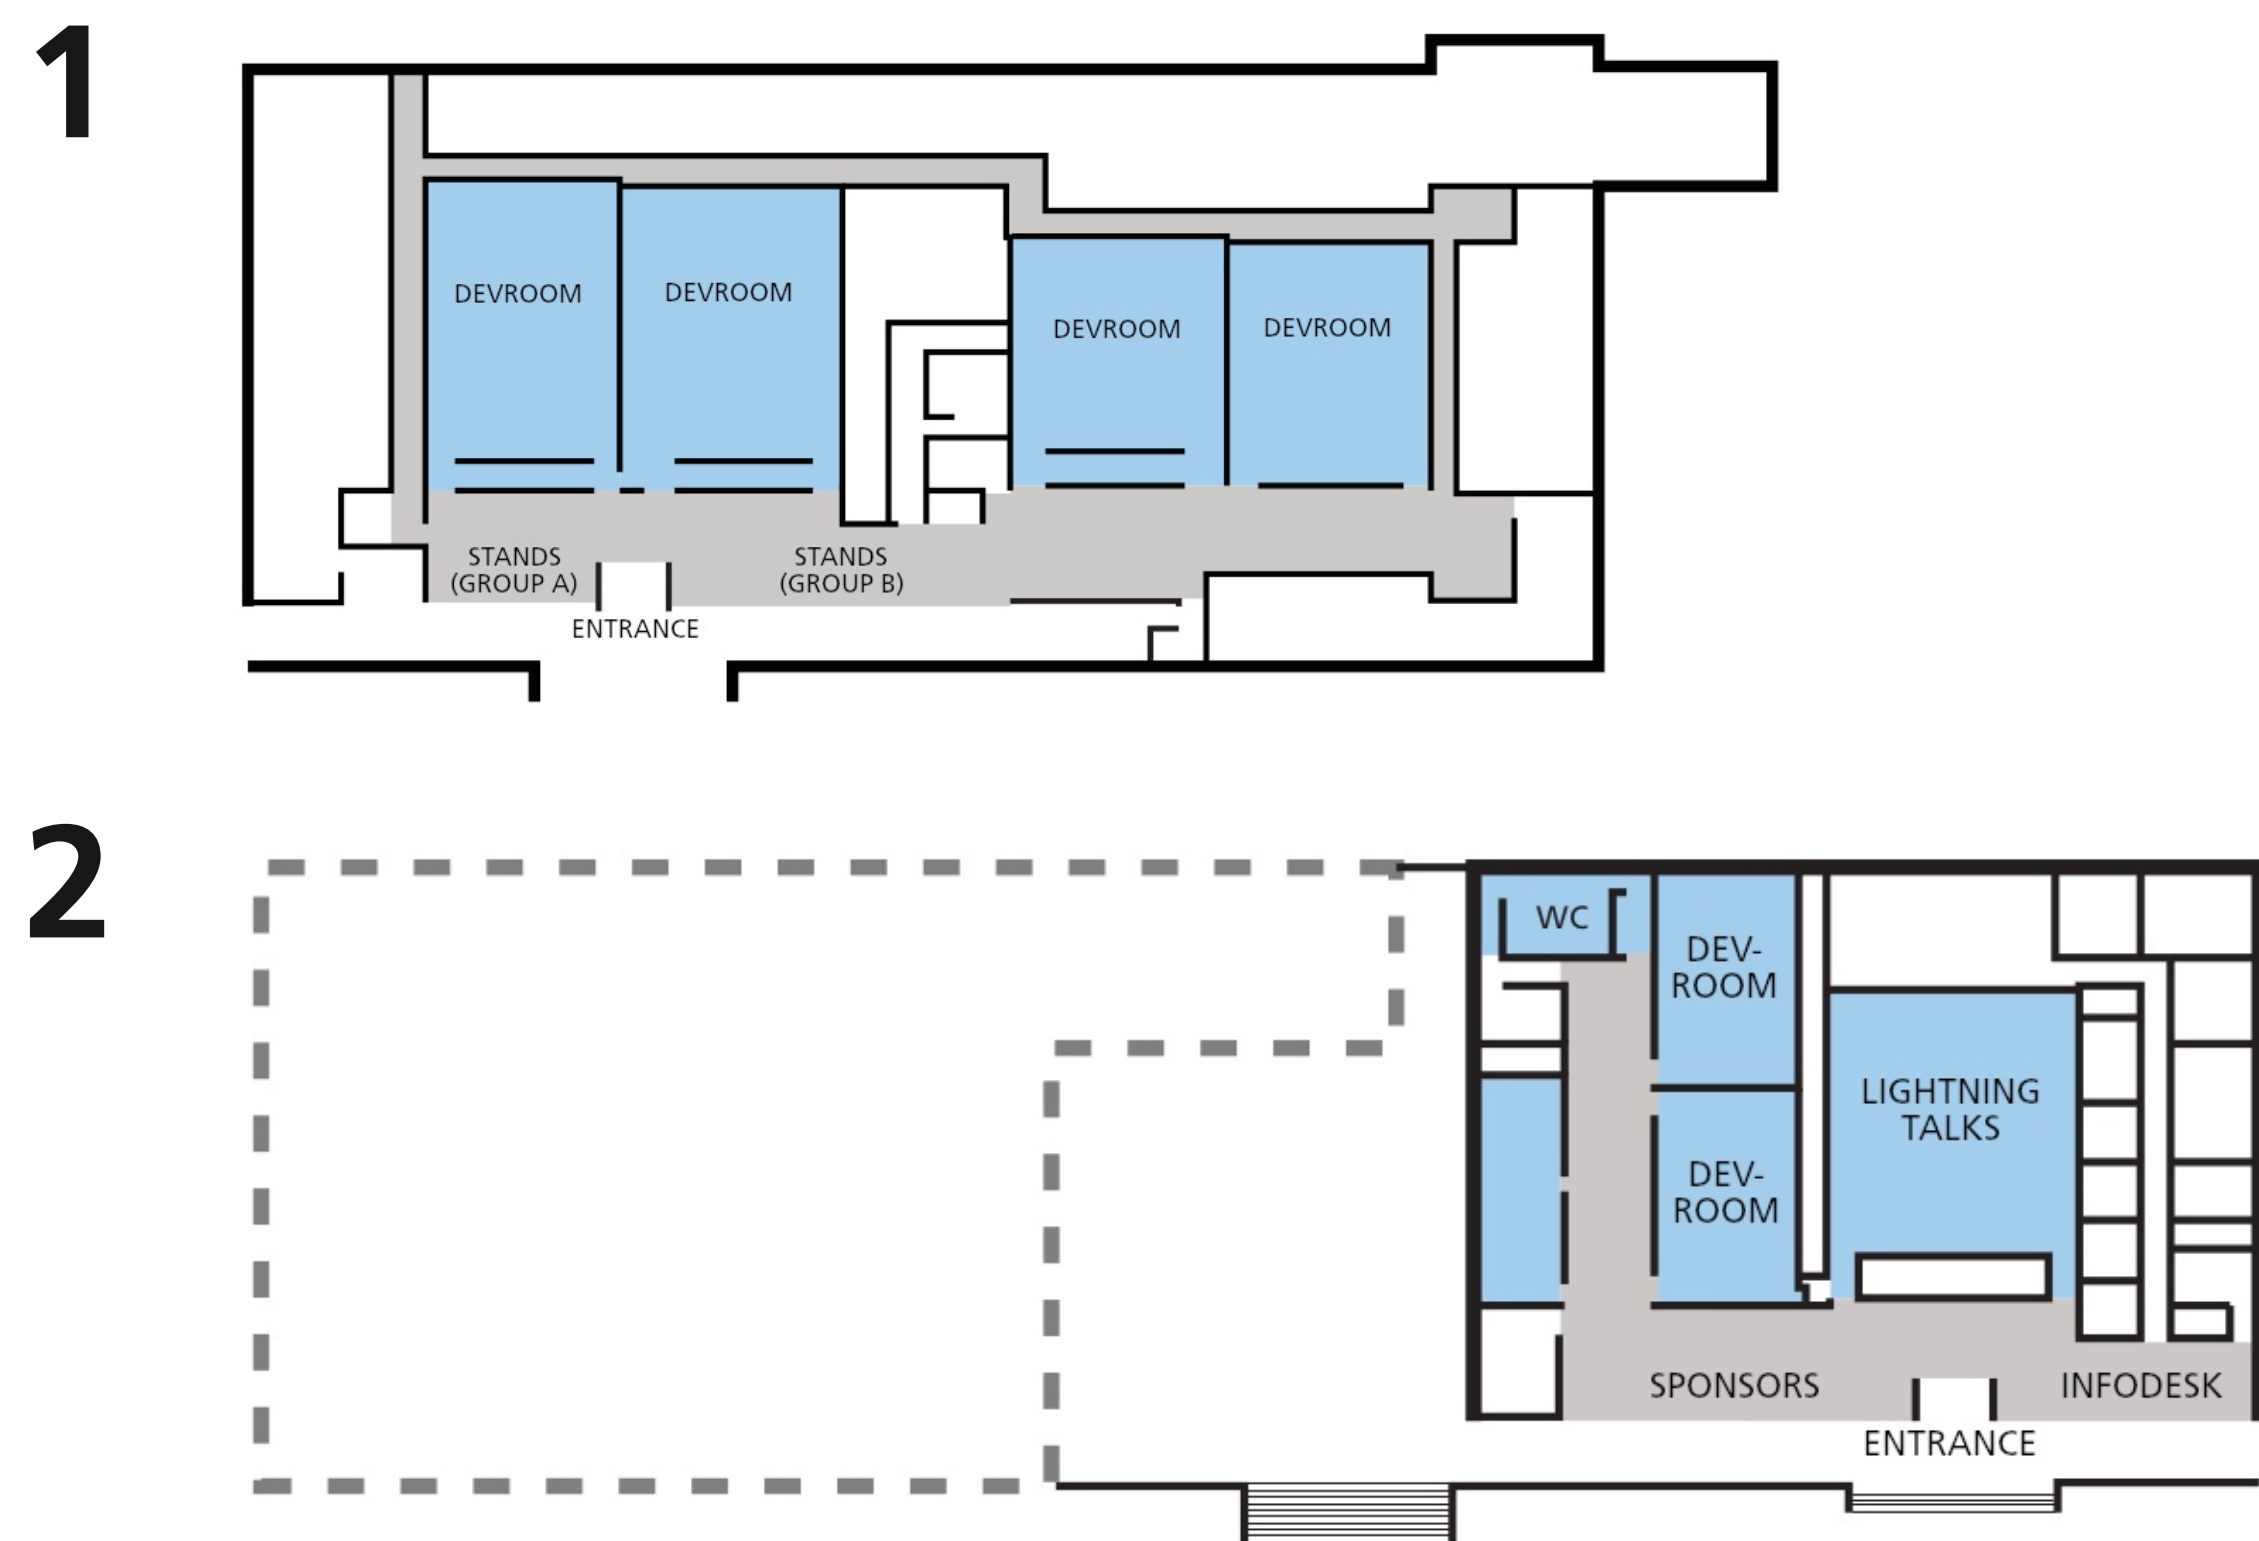 1
DEVROOM
DEVROOM
DEVROOM
DEVROOM
STANDS
(GROUP A)
STANDS
(GROUP B)
ENTRANCE
2
WC
DEV-
ROOM
LIGHTNING
TALKS
DEV-
ROOM
SPONSORS
INFODESK
ENTRANCE